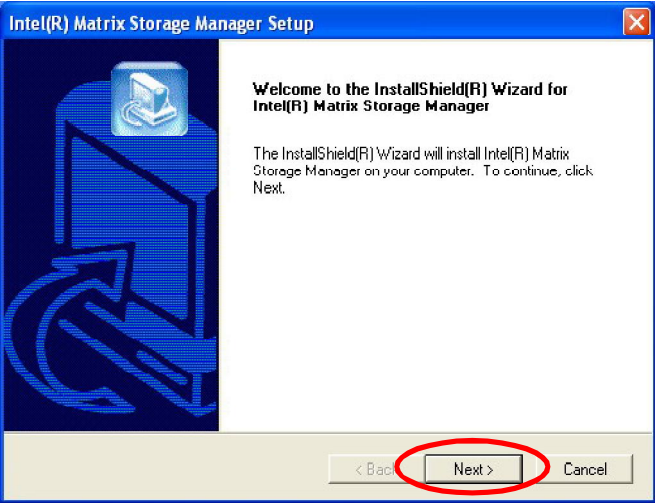 Intel(R) Matrix Storage Manager Setup
Welcome to the InstallShield(R) Wizard for
Intel(R) Matrix Storage Manager
The InstallShield(R) Wizard will install Intel(R) Matrix
Storage Manager on your computer. To continue, click
Next.
< Back Next > Cancel